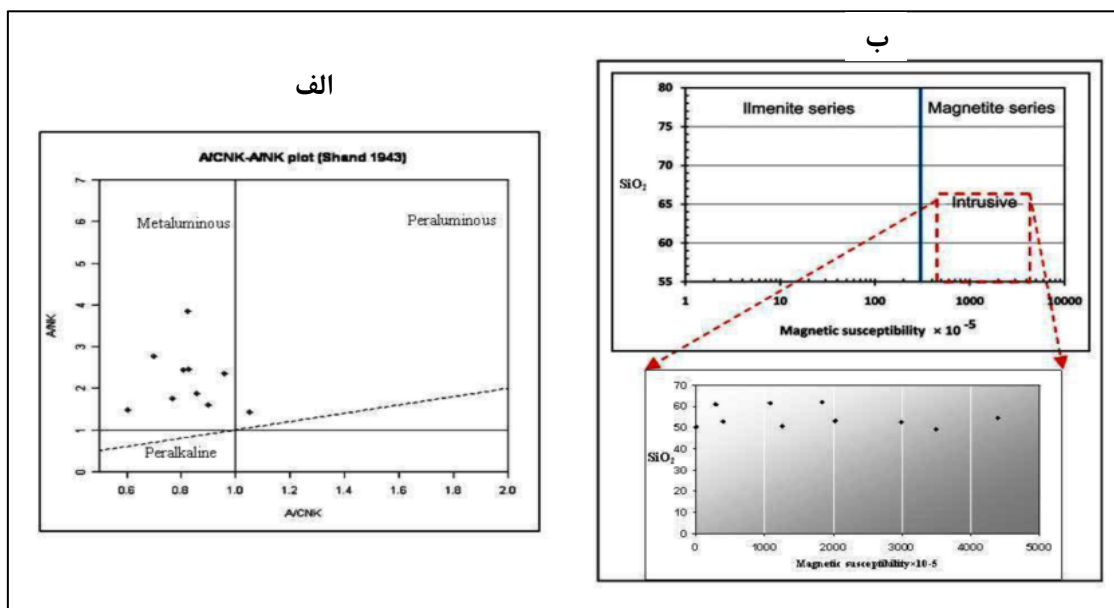 الف
A/CNK-A/NK plot (Shand 1943)
Metaluminous
Peraluminous
Peralkaline
A/NK
7
6
5
4
3
2
1
0
0.6 0.8 1.0 1.2 1.4 1.6 1.8 2.0
A/CNK
ب
Ilmenite series
Magnetite series
Intrusive
SiO2
80
75
70
65
60
55
1 10 100 1000 10000
Magnetic susceptibility × 10 -5
SiO2
70
60
50
40
30
20
10
0
0 1000 2000 3000 4000 5000
Magnetic susceptibility×10-5